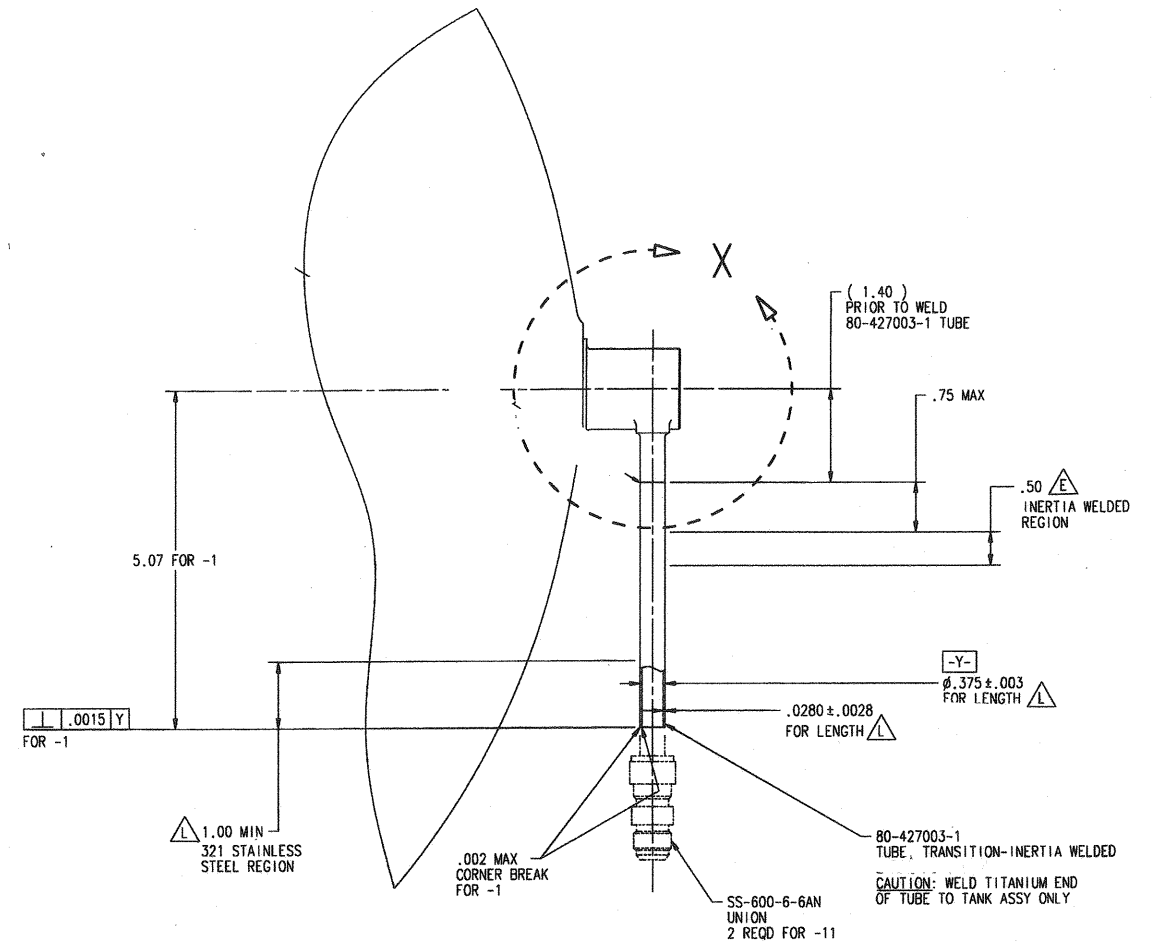 X
( 1.40 )
PRIOR TO WELD
80-427003-1 TUBE
.75 MAX
.50 E
INERTIA WELDED
REGION
5.07 FOR -1
-Y-
Ø.375±.003
FOR LENGTH L
.0280±.0028
FOR LENGTH L
⊥ .0015 Y
FOR -1
L 1.00 MIN
321 STAINLESS
STEEL REGION
.002 MAX
CORNER BREAK
FOR -1
80-427003-1
TUBE, TRANSITION-INERTIA WELDED
CAUTION: WELD TITANIUM END
OF TUBE TO TANK ASSY ONLY
SS-600-6-6AN
UNION
2 REQD FOR -11